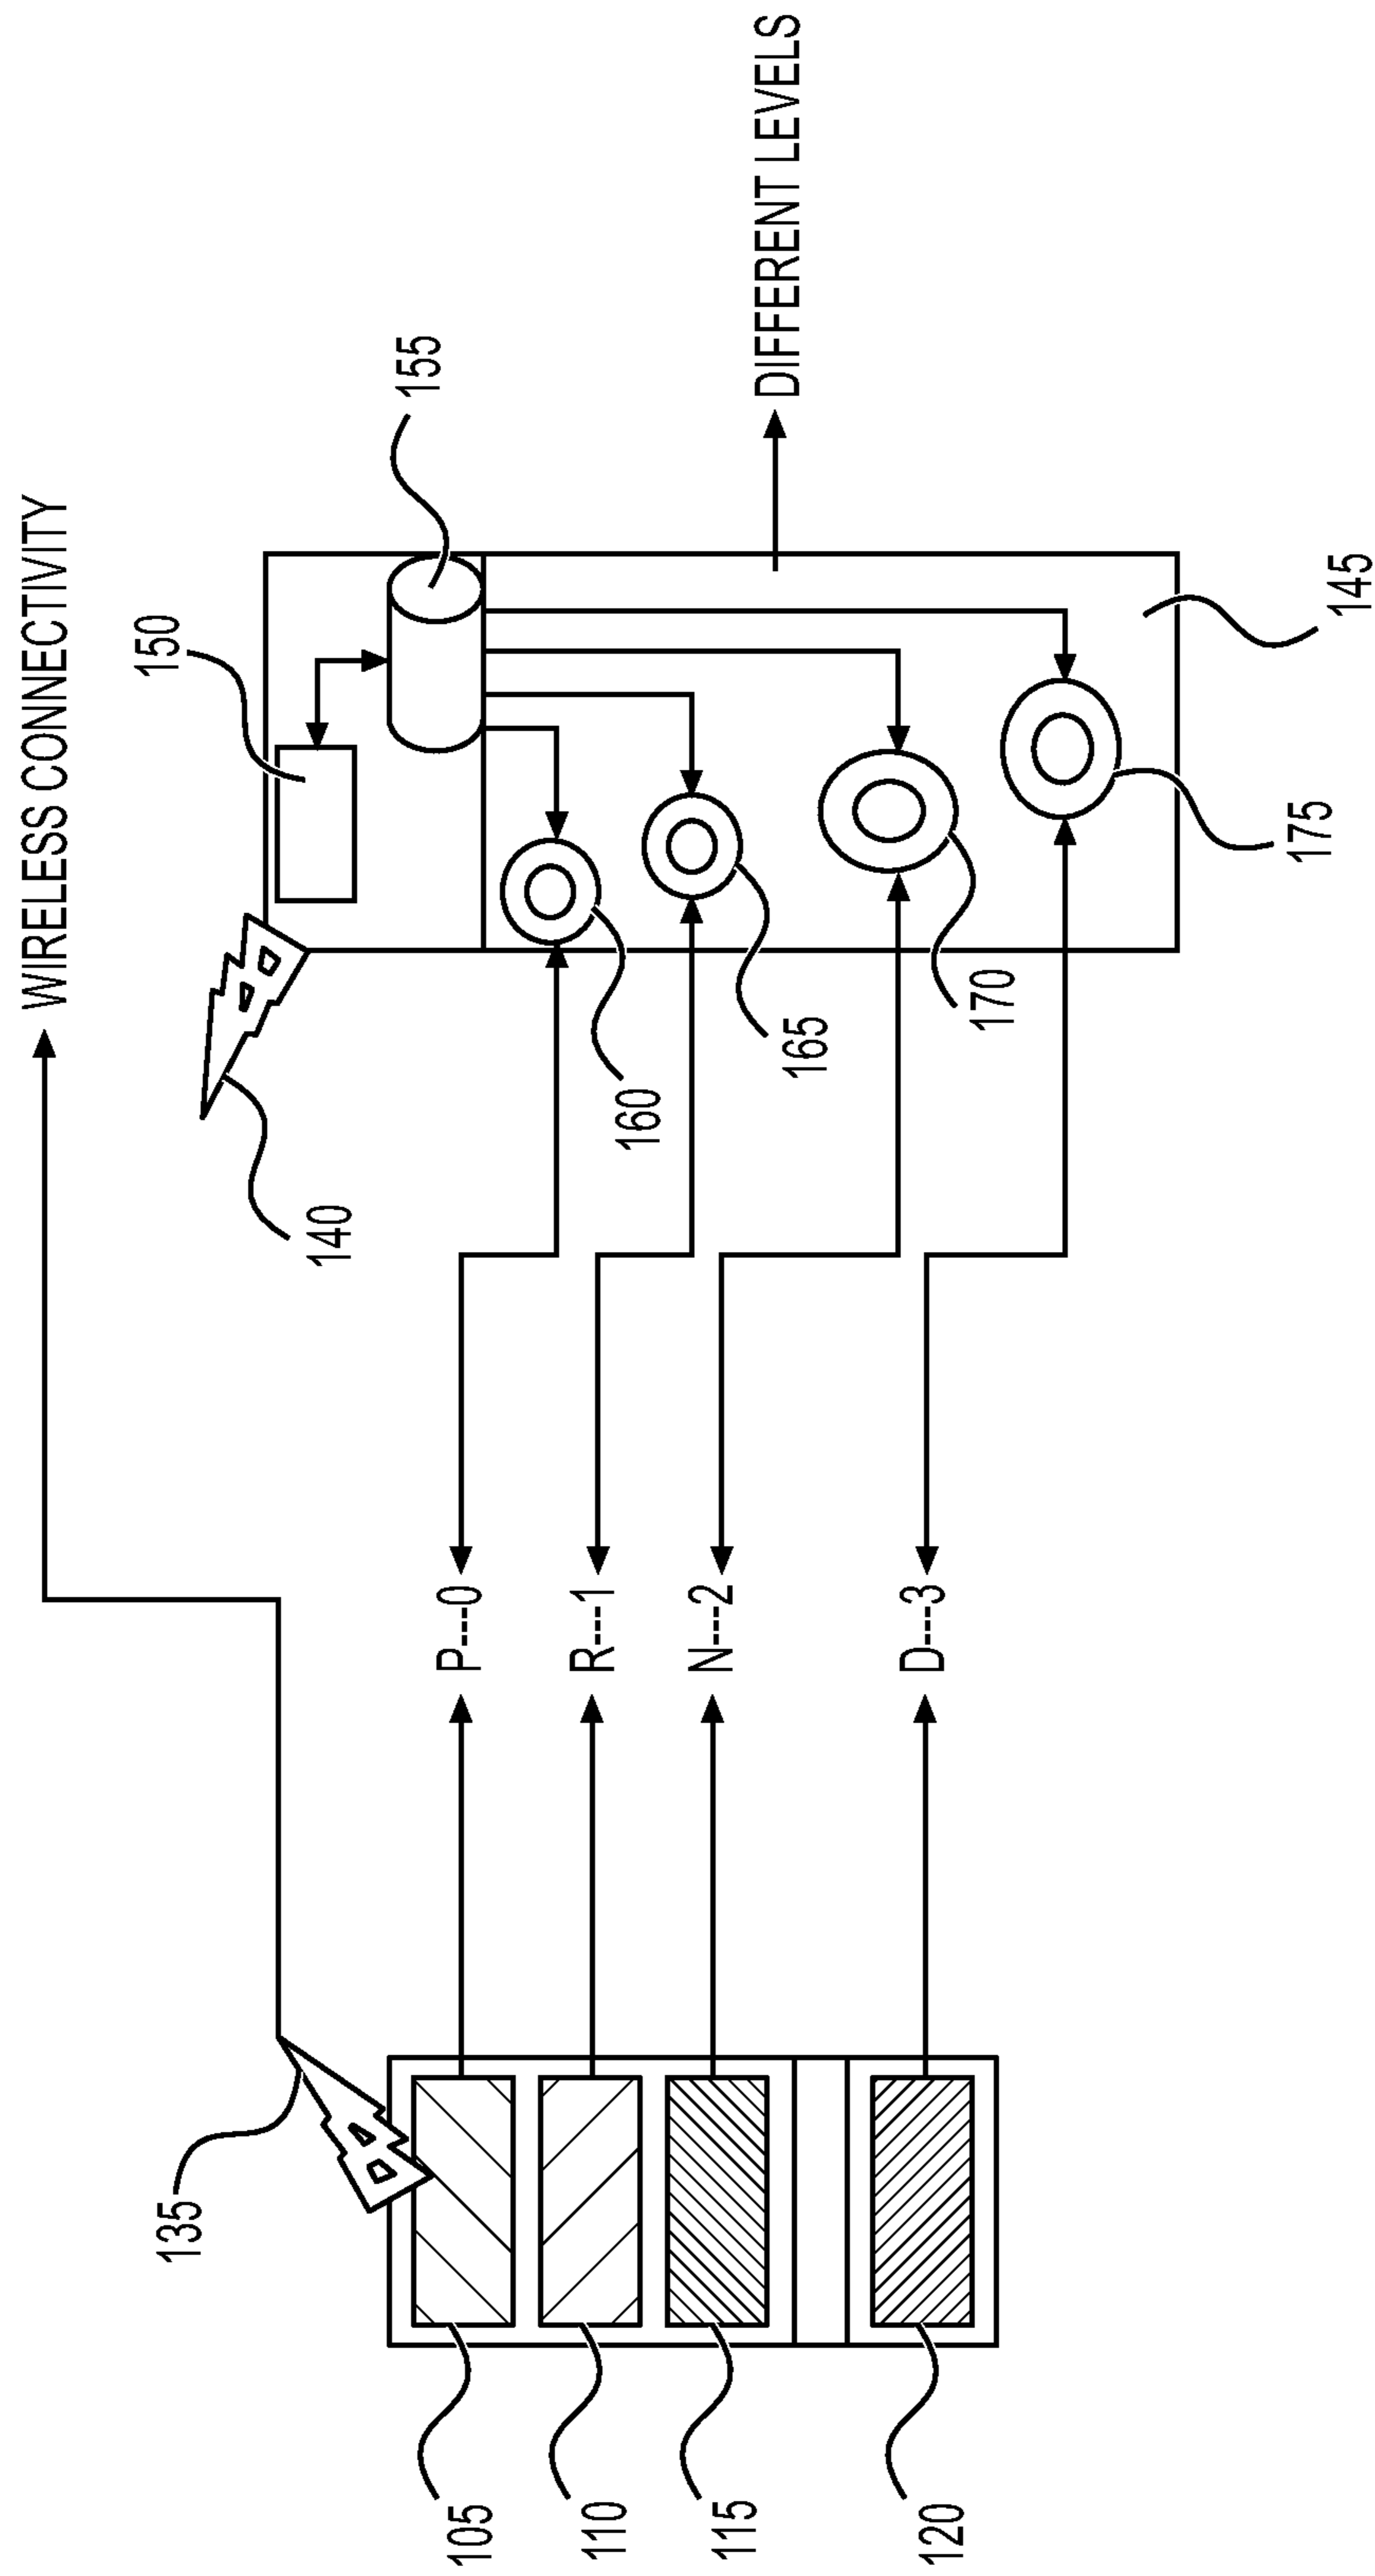 WIRELESS CONNECTIVITY
135
140
150
155
105
P---0
160
110
R---1
165
115
N---2
170
DIFFERENT LEVELS
120
D---3
175
145